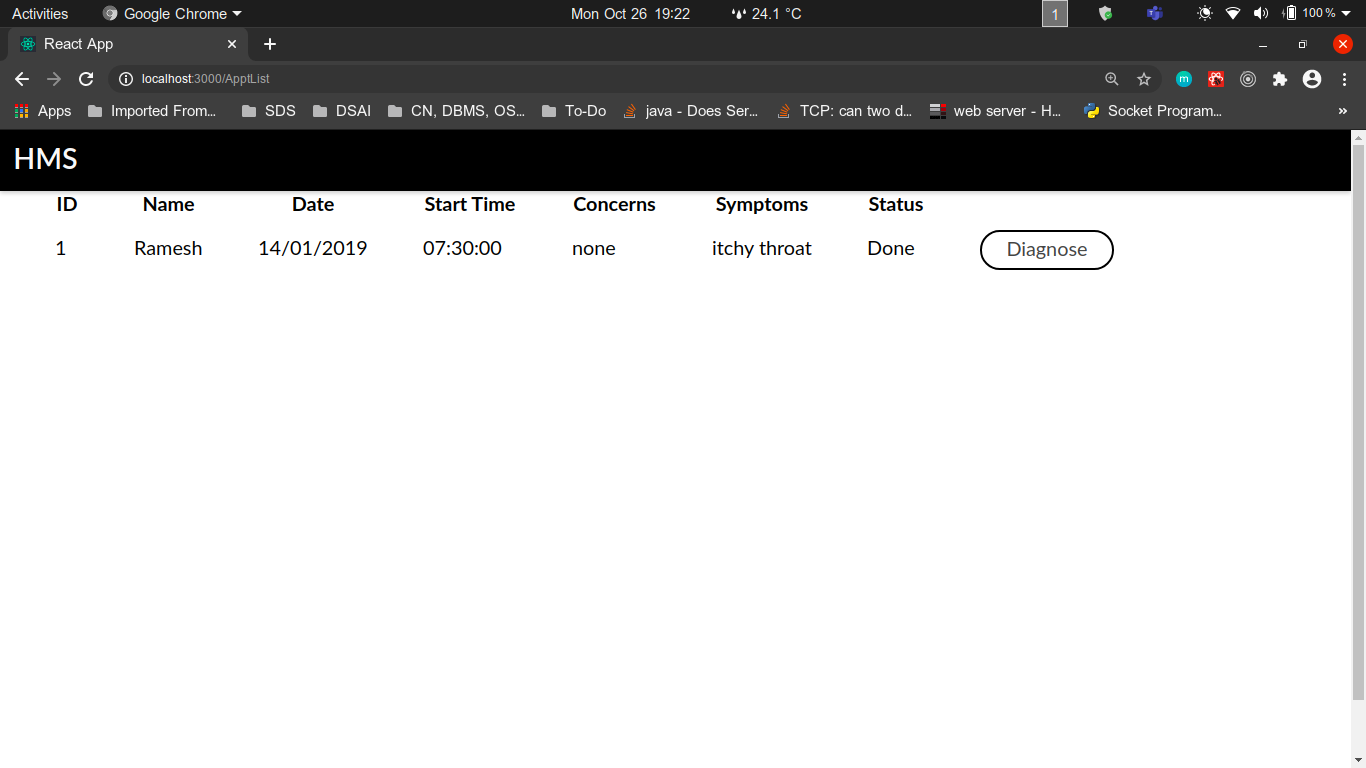 Activities Google Chrome Mon Oct 26 19:22 24.1 °C 1 100 %
React App
localhost:3000/ApptList
Apps Imported From... SDS DSAI CN, DBMS, OS... To-Do java - Does Ser... TCP: can two d... web server - H... Socket Program... »
HMS
ID Name Date Start Time Concerns Symptoms Status
1 Ramesh 14/01/2019 07:30:00 none itchy throat Done Diagnose